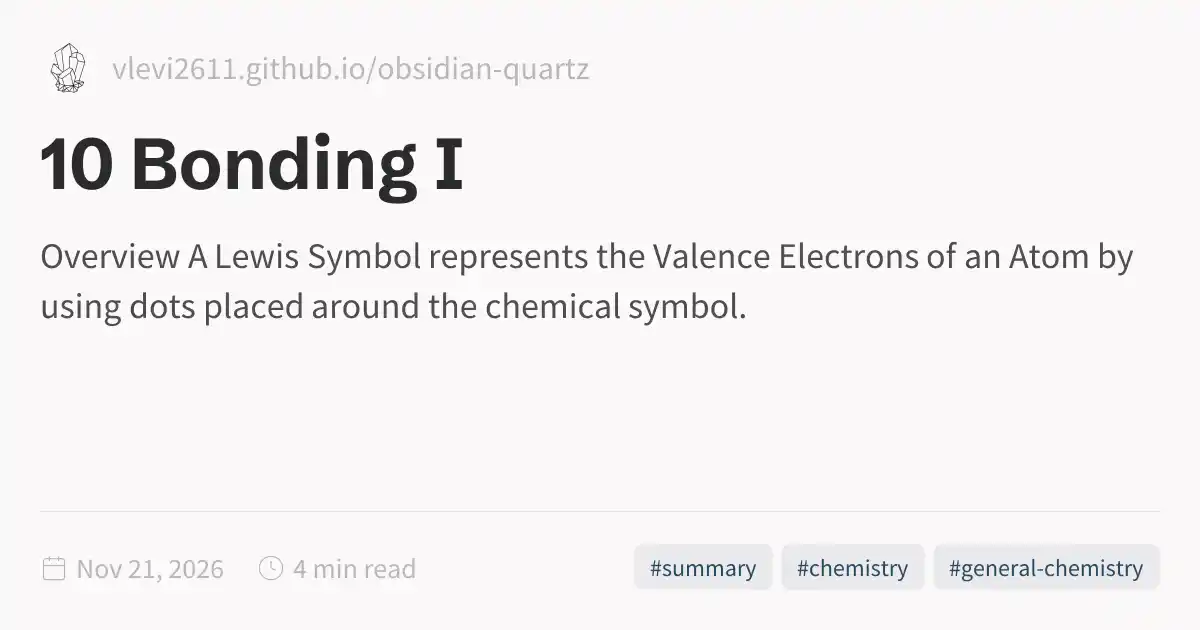 vlevi2611.github.io/obsidian-quartz
10 Bonding I
Overview A Lewis Symbol represents the Valence Electrons of an Atom by
using dots placed around the chemical symbol.
Nov 21, 2026 4 min read #summary #chemistry #general-chemistry